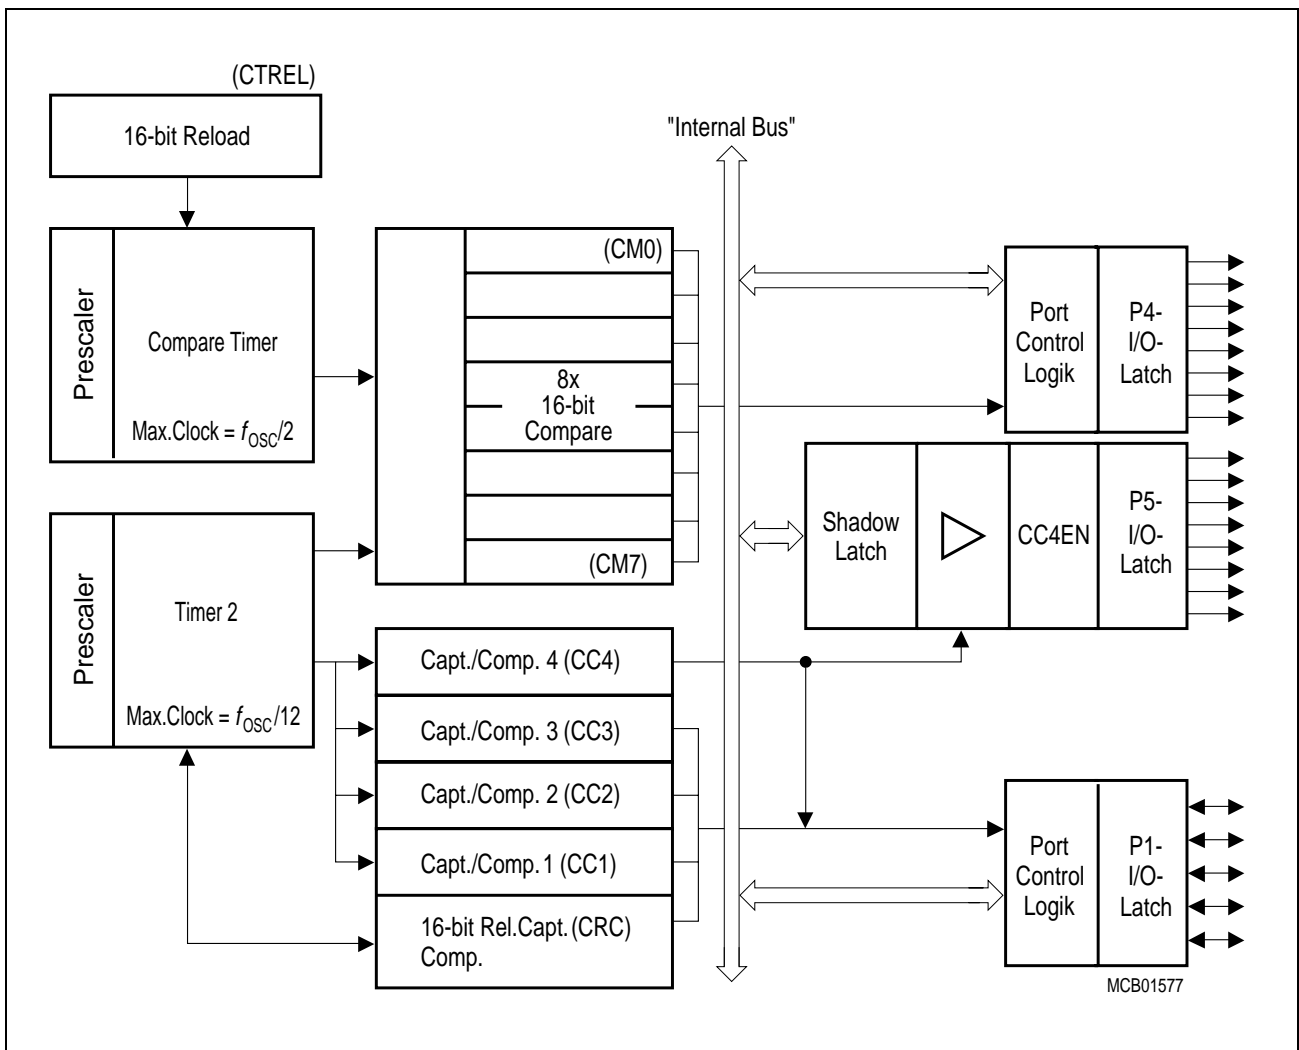 (CTREL)
16-bit Reload
"Internal Bus"
Prescaler
Compare Timer
Max.Clock = fOSC/2
(CM0)
8x
16-bit
Compare
(CM7)
Port
Control
Logik
P4-
I/O-
Latch
Shadow
Latch
CC4EN
P5-
I/O-
Latch
Prescaler
Timer 2
Max.Clock = fOSC/12
Capt./Comp. 4 (CC4)
Capt./Comp. 3 (CC3)
Capt./Comp. 2 (CC2)
Capt./Comp. 1 (CC1)
16-bit Rel.Capt. (CRC)
Comp.
Port
Control
Logik
P1-
I/O-
Latch
MCB01577